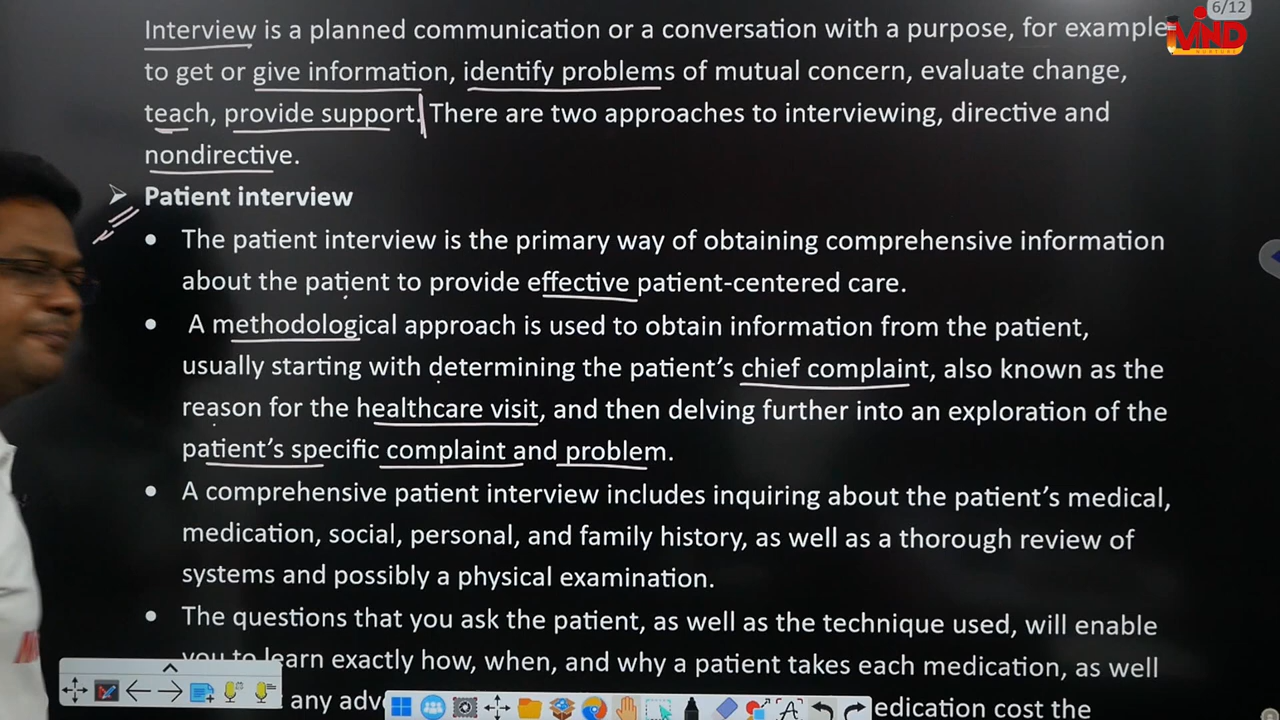 6/12
MIND
Interview is a planned communication or a conversation with a purpose, for example
to get or give information, identify problems of mutual concern, evaluate change,
teach, provide support. There are two approaches to interviewing, directive and
nondirective.
➢ Patient interview
• The patient interview is the primary way of obtaining comprehensive information
about the patient to provide effective patient-centered care.
• A methodological approach is used to obtain information from the patient,
usually starting with determining the patient's chief complaint, also known as the
reason for the healthcare visit, and then delving further into an exploration of the
patient's specific complaint and problem.
• A comprehensive patient interview includes inquiring about the patient's medical,
medication, social, personal, and family history, as well as a thorough review of
systems and possibly a physical examination.
• The questions that you ask the patient, as well as the technique used, will enable
you to learn exactly how, when, and why a patient takes each medication, as well
any edication cost the